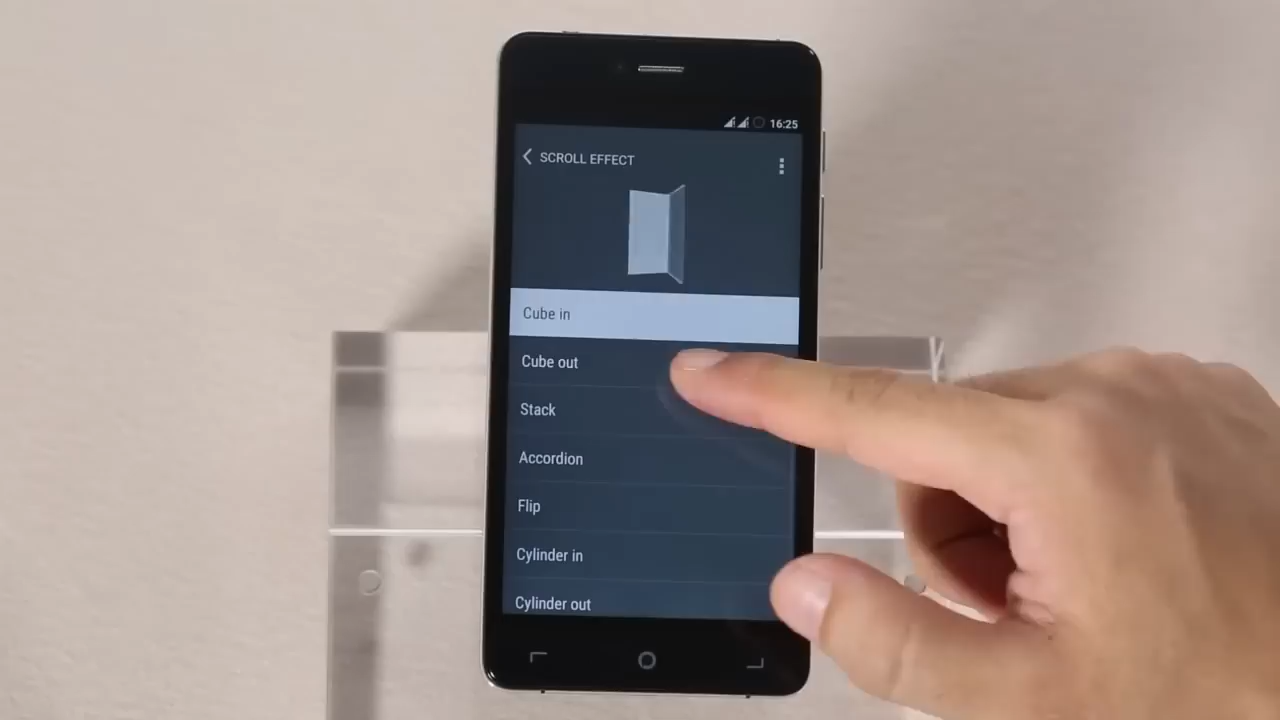 16:25
SCROLL EFFECT
Cube in
Cube out
Stack
Accordion
Flip
Cylinder in
Cylinder out